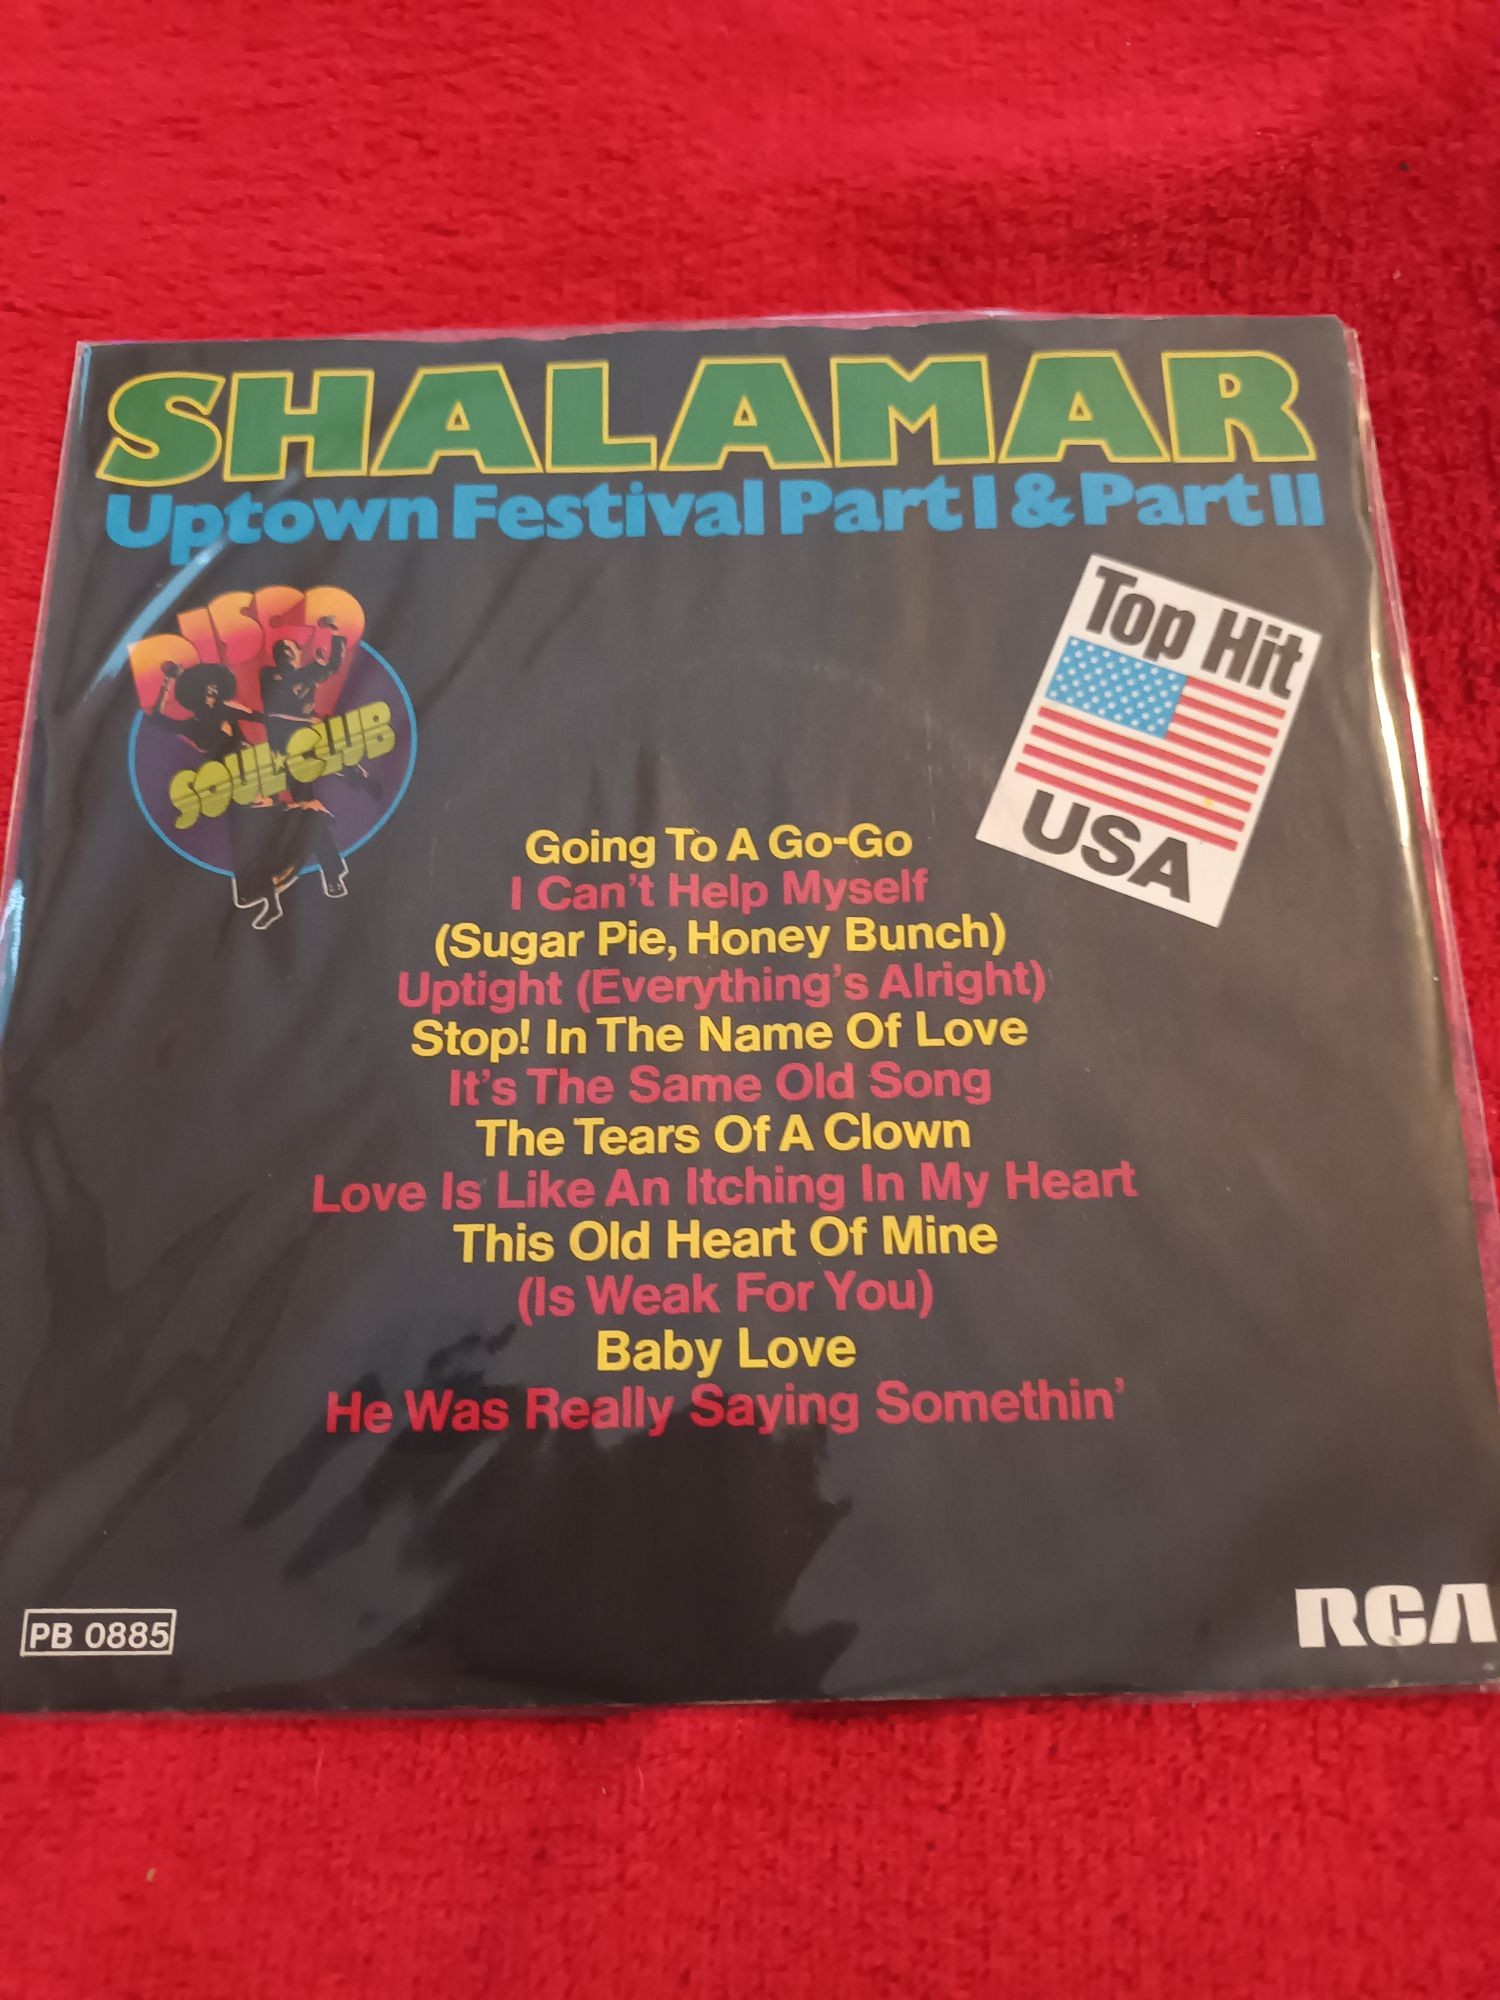 SHALAMAR
Uptown Festival Part I & Part II
DISCO
SOUL★CLUB
Top Hit
USA
Going To A Go-Go
I Can't Help Myself
(Sugar Pie, Honey Bunch)
Uptight (Everything's Alright)
Stop! In The Name Of Love
It's The Same Old Song
The Tears Of A Clown
Love Is Like An Itching In My Heart
This Old Heart Of Mine
(Is Weak For You)
Baby Love
He Was Really Saying Somethin'
PB 0885
RCA